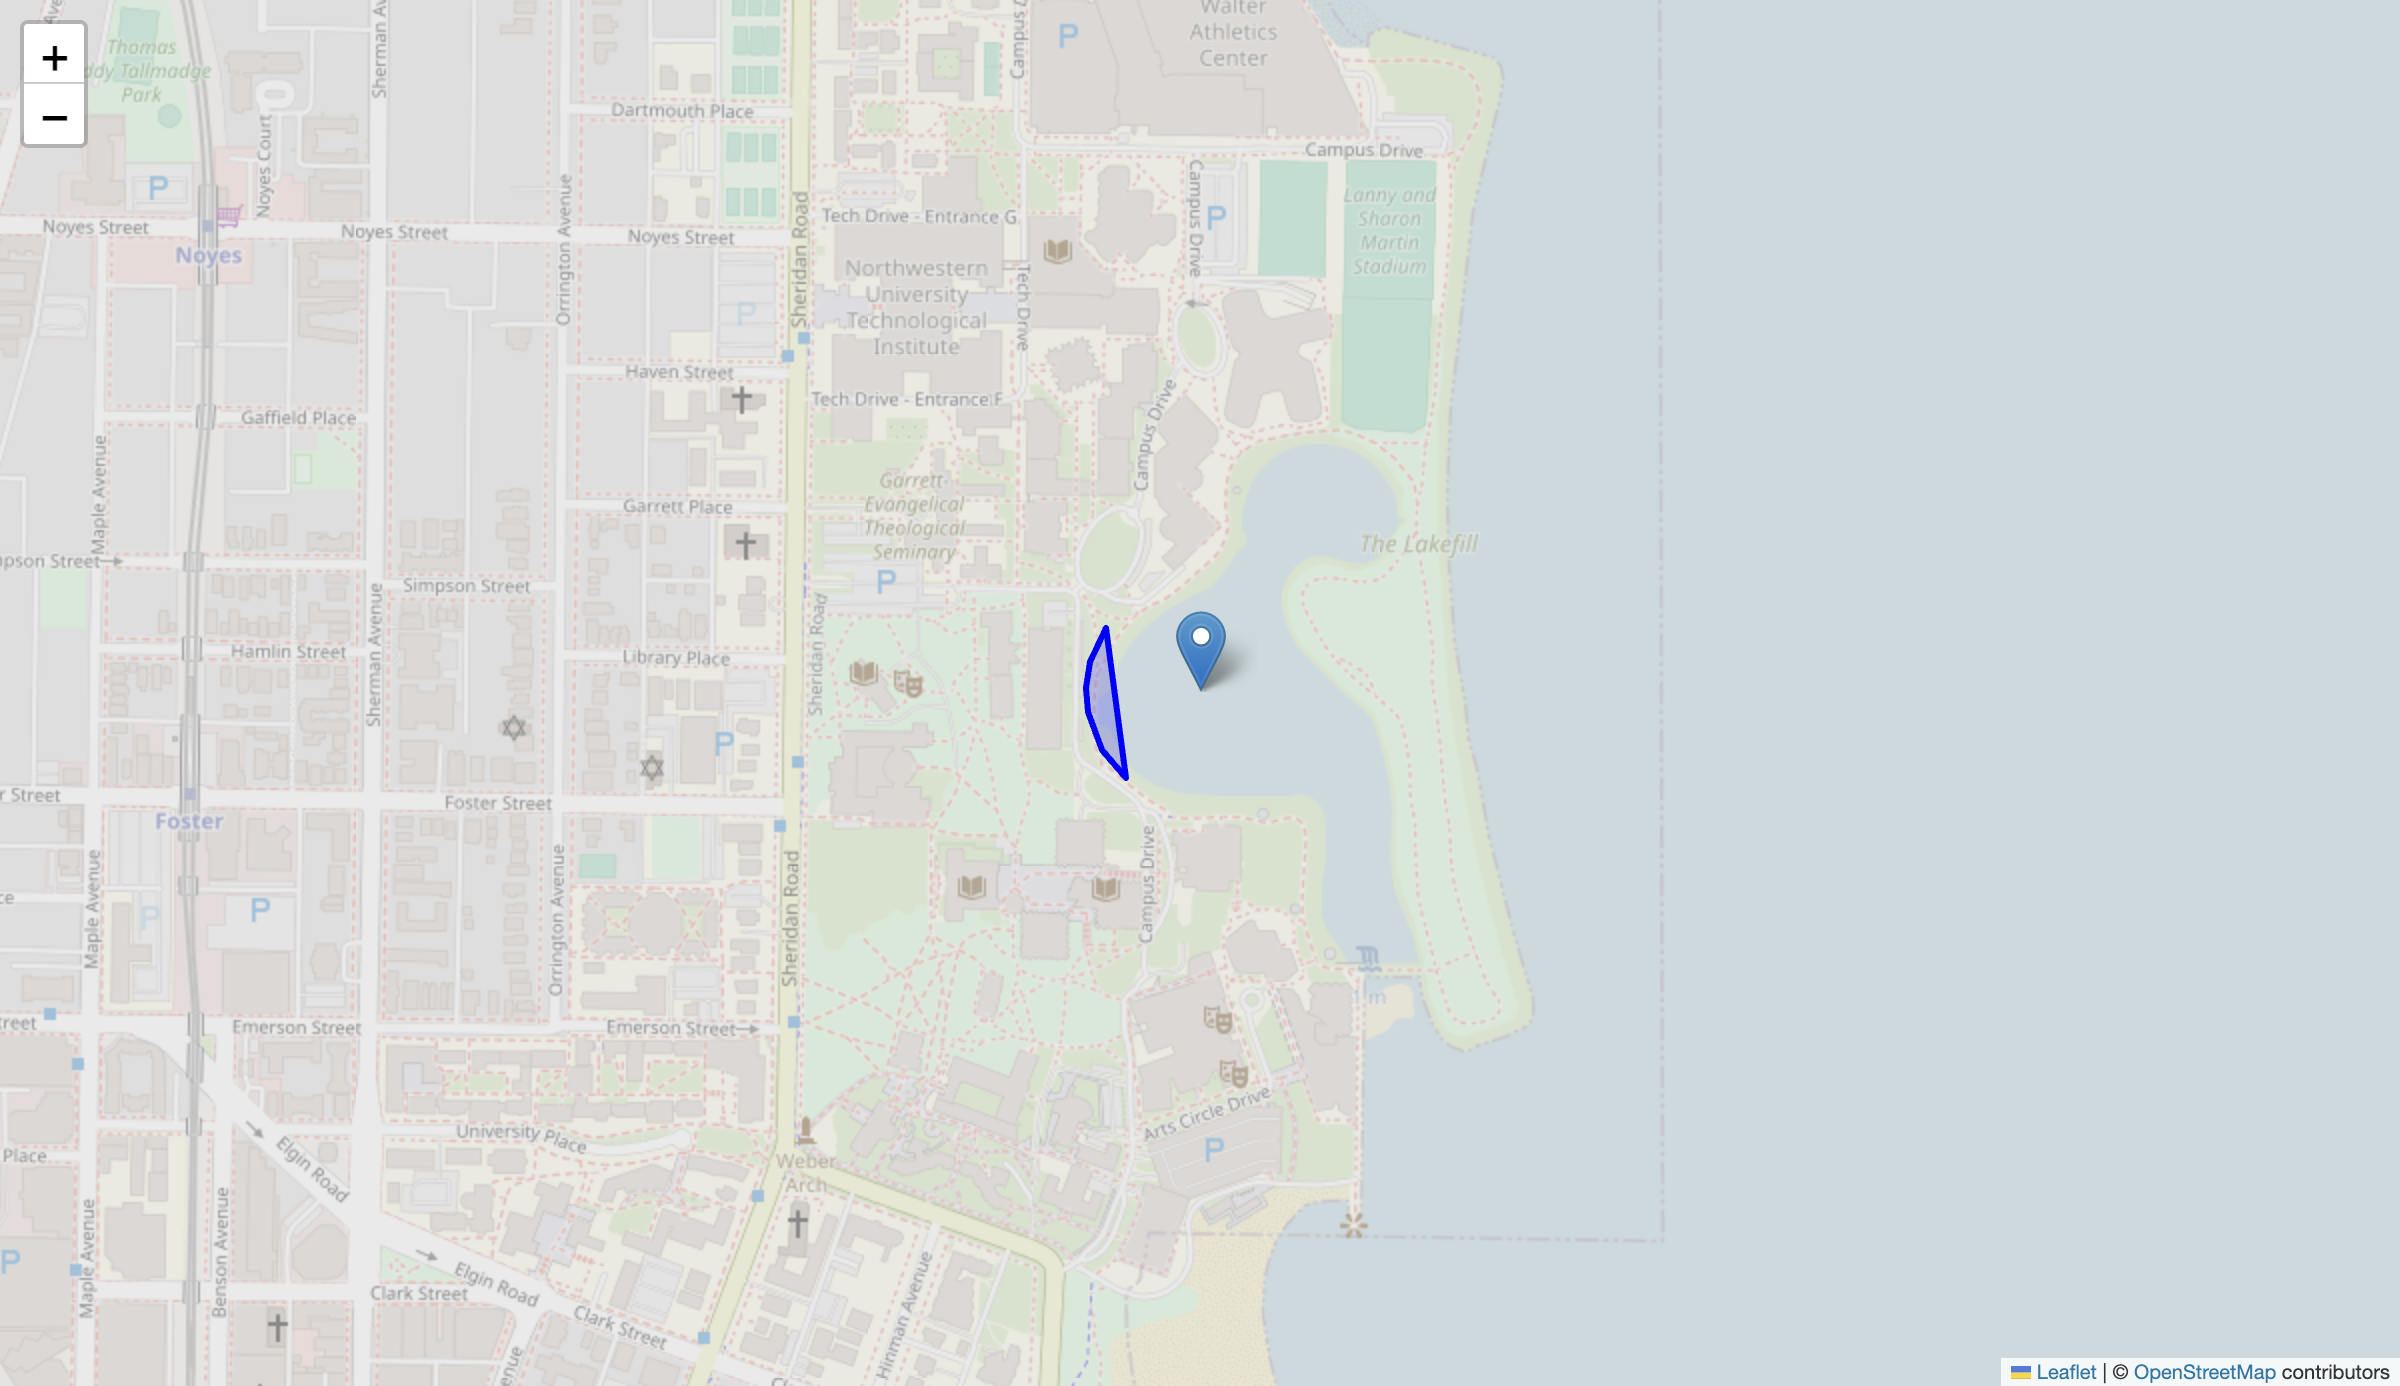 +
−
Thomas
ddy Tallmadge
Park
Noyes Court
Sherman Av
Dartmouth Place
Walter
Athletics
Center
P
P
Campus Drive
Noyes Street
Noyes Street
Noyes Street
Noyes
Orrington Avenue
Sheridan Road
Tech Drive - Entrance G
Northwestern
University
Technological
Institute
Tech Drive
Tech Drive - Entrance F
Campus Drive
P
Lanny and
Sharon
Martin
Stadium
P
Haven Street
Gaffield Place
Maple Avenue
Campus Drive
Garrett-
Evangelical
Theological
Seminary
P
Garrett Place
The Lakefill
pson Street
Simpson Street
Sherman Avenue
Hamlin Street
Library Place
Sheridan Road
P
r Street
Foster Street
Foster
Maple Avenue
P
P
Orrington Avenue
Sheridan Road
Campus Drive
ce
treet
Emerson Street
Emerson Street
Place
Elgin Road
University Place
Weber
Arch
Arts Circle Drive
P
P
Maple Avenue
Benson Avenue
Clark Street
Elgin Road
Clark Street
Hinman Avenue
Leaflet | © OpenStreetMap contributors